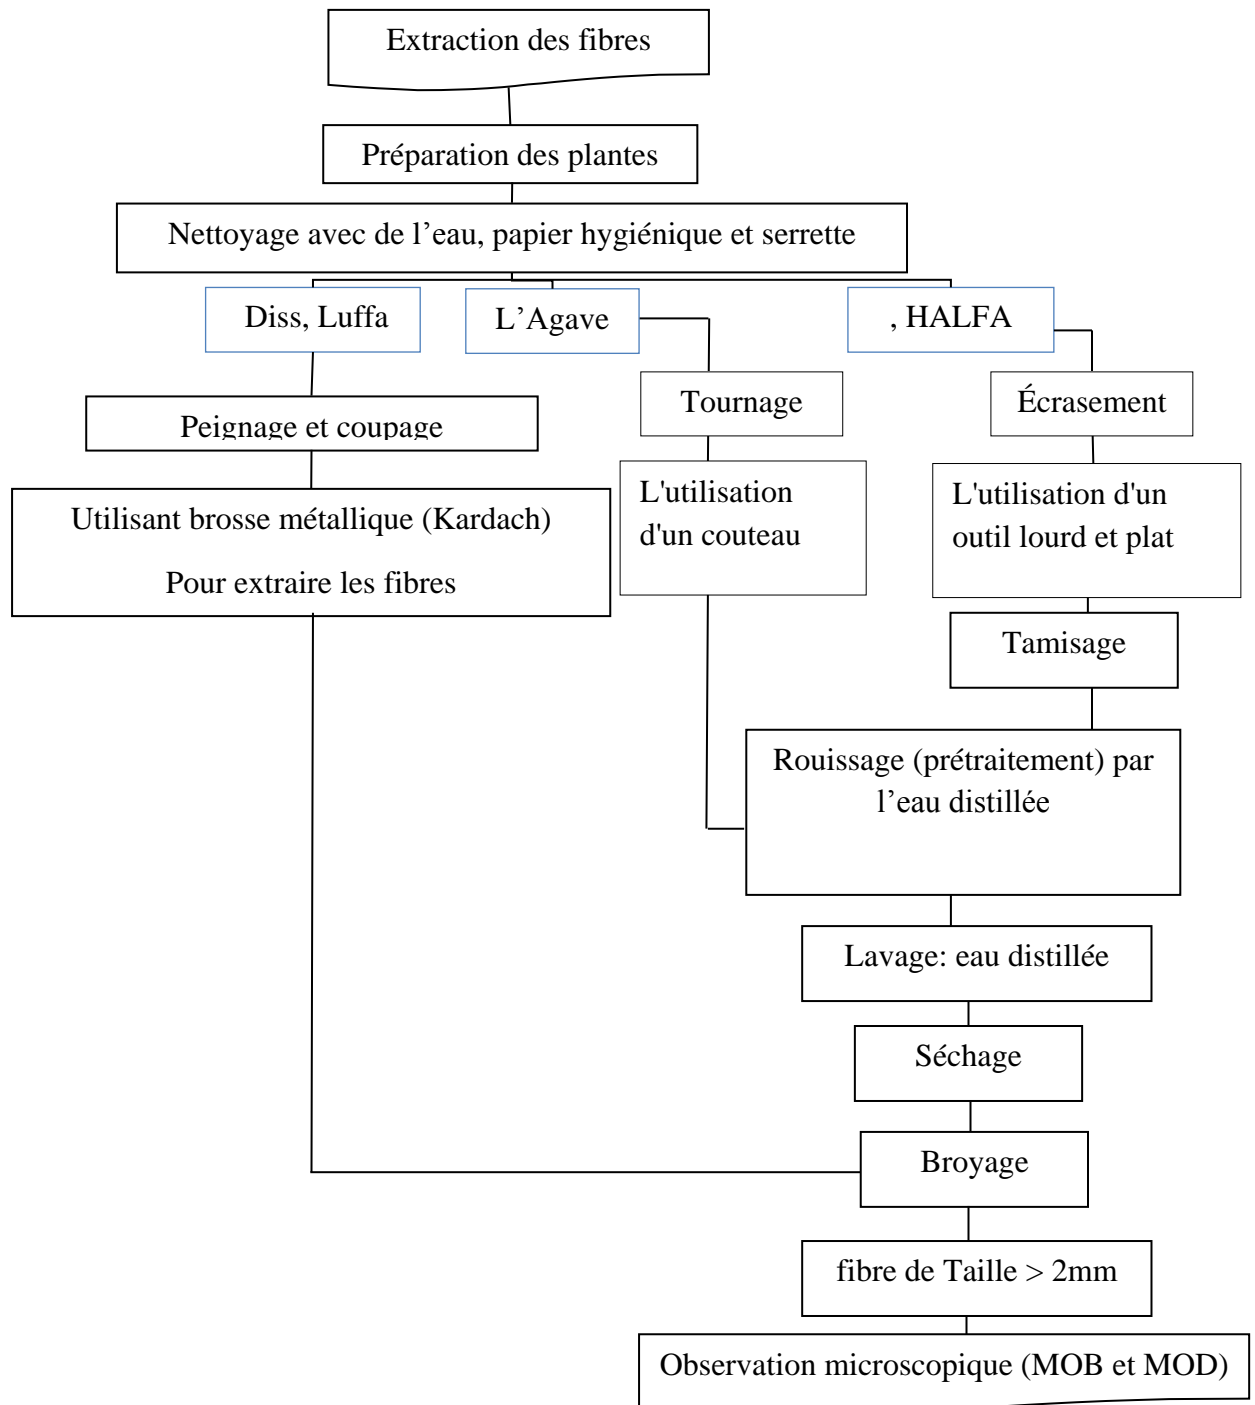 Extraction des fibres
Préparation des plantes
Nettoyage avec de l’eau, papier hygiénique et serrette
Diss, Luffa
L’Agave
, HALFA
Tournage
Écrasement
Peignage et coupage
L'utilisation
d'un couteau
L'utilisation d'un
outil lourd et plat
Utilisant brosse métallique (Kardach)
Pour extraire les fibres
Tamisage
Rouissage (prétraitement) par
l’eau distillée
Lavage: eau distillée
Séchage
Broyage
fibre de Taille > 2mm
Observation microscopique (MOB et MOD)